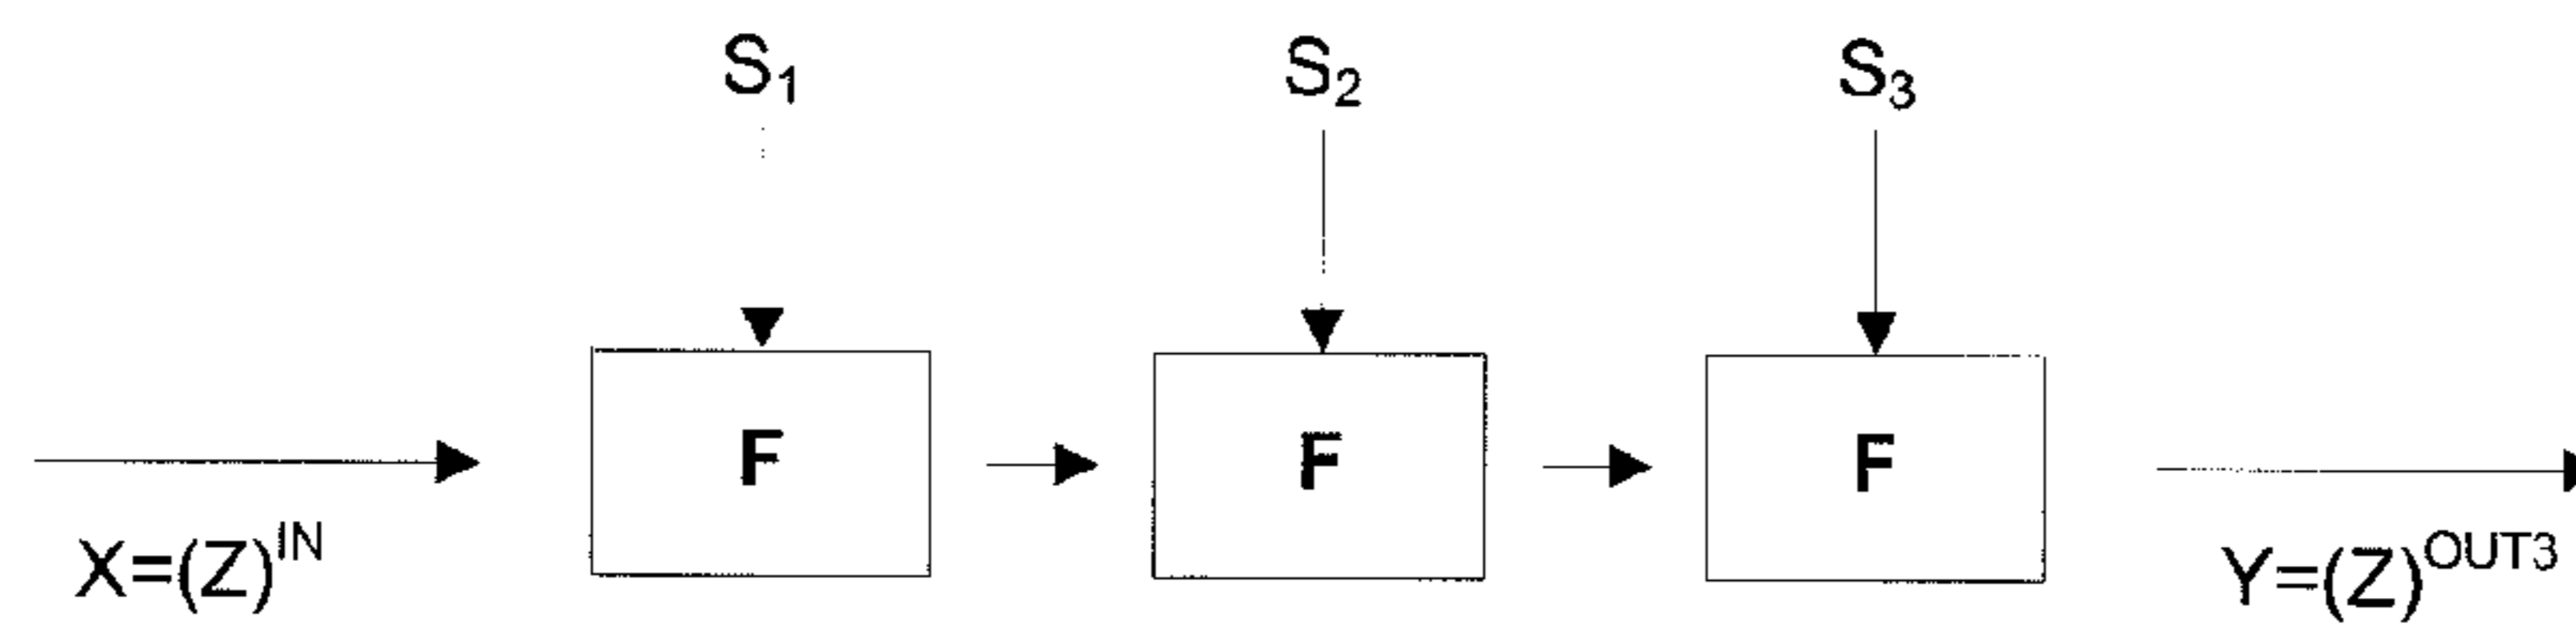 S₁ S₂ S₃
F F F
X=(Z)ᴵᴺ Y=(Z)ᴼᵁᵀ³